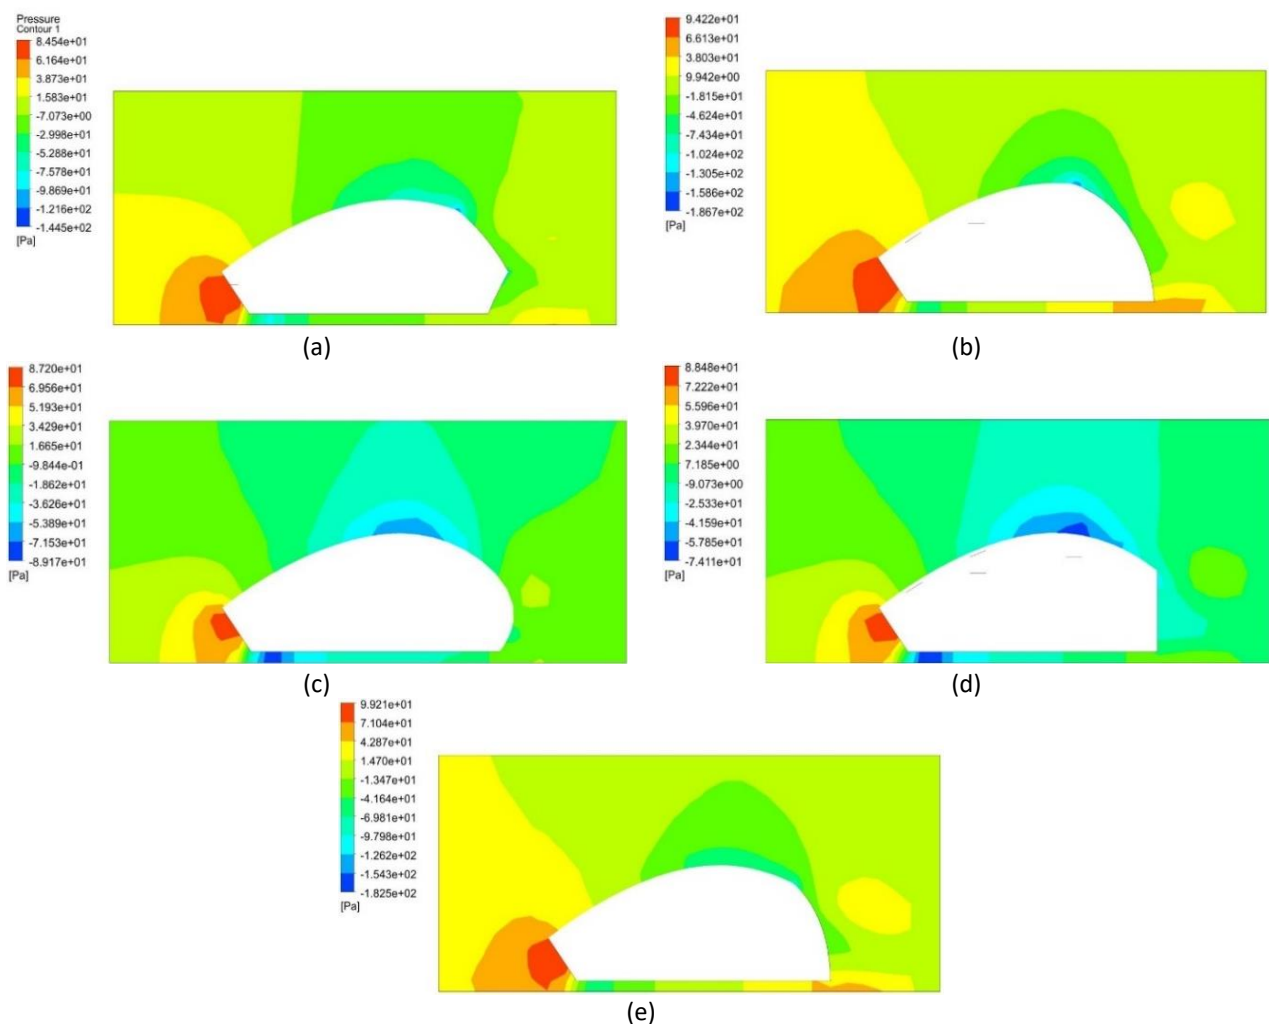 Pressure
Contour 1
8.454e+01
6.164e+01
3.873e+01
1.583e+01
-7.073e+00
-2.998e+01
-5.288e+01
-7.578e+01
-9.869e+01
-1.216e+02
-1.445e+02
[Pa]
(a)
9.422e+01
6.613e+01
3.803e+01
9.942e+00
-1.815e+01
-4.624e+01
-7.434e+01
-1.024e+02
-1.305e+02
-1.586e+02
-1.867e+02
[Pa]
(b)
8.720e+01
6.956e+01
5.193e+01
3.429e+01
1.665e+01
-9.844e-01
-1.862e+01
-3.626e+01
-5.389e+01
-7.153e+01
-8.917e+01
[Pa]
(c)
8.848e+01
7.222e+01
5.596e+01
3.970e+01
2.344e+01
7.185e+00
-9.073e+00
-2.533e+01
-4.159e+01
-5.785e+01
-7.411e+01
[Pa]
(d)
9.921e+01
7.104e+01
4.287e+01
1.470e+01
-1.347e+01
-4.164e+01
-6.981e+01
-9.798e+01
-1.262e+02
-1.543e+02
-1.825e+02
[Pa]
(e)